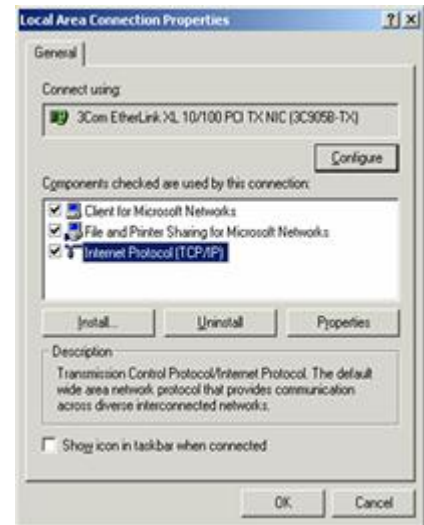 Local Area Connection Properties
General
Connect using:
3Com EtherLink XL 10/100 PCI TX NIC (3C905B-TX)
Configure
Components checked are used by this connection:
Client for Microsoft Networks
File and Printer Sharing for Microsoft Networks
Internet Protocol (TCP/IP)
Install... Uninstall Properties
Description
Transmission Control Protocol/Internet Protocol. The default
wide area network protocol that provides communication
across diverse interconnected networks.
Show icon in taskbar when connected
OK Cancel